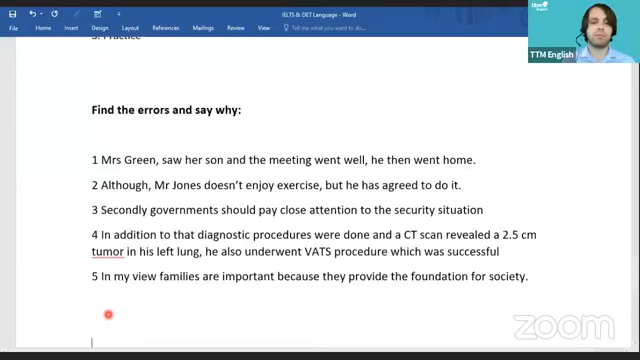 IELTS & OET Language - Word
File
Home
Insert
Design
Layout
References
Mailings
Review
View
Tell me what you want to do...
ttm
English
TTM English
3. Practice
Find the errors and say why:
1 Mrs Green, saw her son and the meeting went well, he then went home.
2 Although, Mr Jones doesn't enjoy exercise, but he has agreed to do it.
3 Secondly governments should pay close attention to the security situation
4 In addition to that diagnostic procedures were done and a CT scan revealed a 2.5 cm
tumor in his left lung, he also underwent VATS procedure which was successful
5 In my view families are important because they provide the foundation for society.
zoom